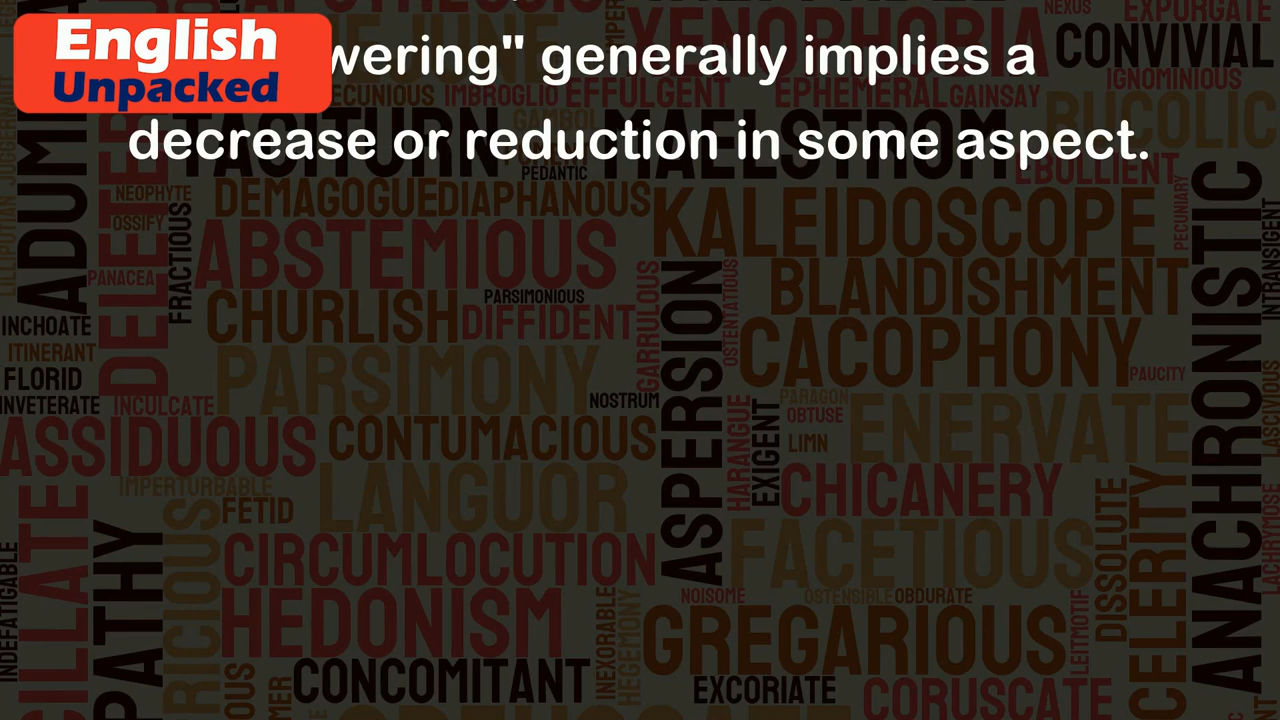 English
Unpacked
wering" generally implies a
decrease or reduction in some aspect.
XENOPHOBIA
NEXUS
EXPURGATE
CONVIVIAL
IGNOMINIOUS
IMBROGLIO
EFFULGENT
EPHEMERAL
GAINSAY
BUCOLIC
TACITURN
MAELSTROM
PEDANTIC
EBULLIENT
NEOPHYTE
DEMAGOGUE
DIAPHANOUS
KALEIDOSCOPE
PECUNIARY
OSSIFY
FRACTIOUS
ABSTEMIOUS
BLANDISHMENT
ANACHRONISTIC
INTRANSIGENT
PANACEA
PARSIMONIOUS
CHURLISH
DIFFIDENT
GARRULOUS
ASPERSION
OSTENTATIOUS
CACOPHONY
INCHOATE
ITINERANT
FLORID
PARSIMONY
PAUCITY
INVETERATE
INCULCATE
NOSTRUM
PARAGON
OBTUSE
ENERVATE
LASCIVIOUS
ASSIDUOUS
CONTUMACIOUS
HARANGUE
EXIGENT
LIMN
IMPERTURBABLE
LANGUOR
CHICANERY
FETID
FACETIOUS
DISSOLUTE
CELERITY
LACHRYMOSE
CIRCUMLOCUTION
INDEFATIGABLE
PATHY
RICIOUS
HEDONISM
INEXORABLE
HEGEMONY
NOISOME
OSTENSIBLE
OBDURATE
GREGARIOUS
LEITMOTIF
CONCOMITANT
EXCORIATE
CORUSCATE